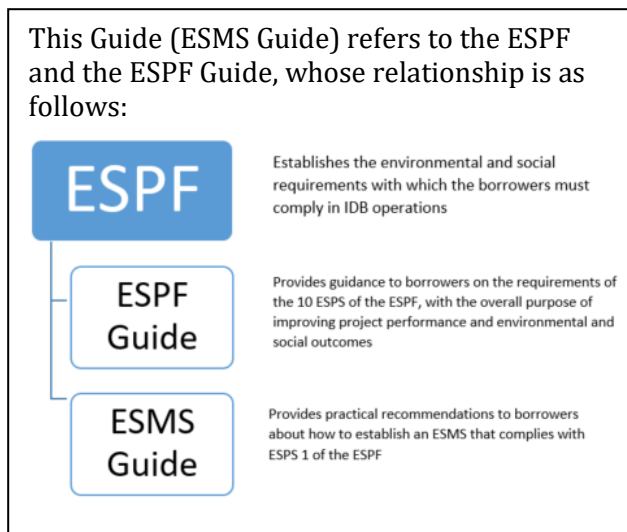 This Guide (ESMS Guide) refers to the ESPF
and the ESPF Guide, whose relationship is as
follows:
ESPF
Establishes the environmental and social
requirements with which the borrowers must
comply in IDB operations
ESPF
Guide
Provides guidance to borrowers on the requirements of
the 10 ESPS of the ESPF, with the overall purpose of
improving project performance and environmental and
social outcomes
ESMS
Guide
Provides practical recommendations to borrowers
about how to establish an ESMS that complies with
ESPS 1 of the ESPF